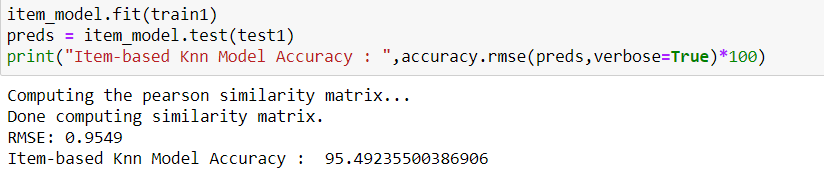 item_model.fit(train1)
preds = item_model.test(test1)
print("Item-based Knn Model Accuracy : ",accuracy.rmse(preds,verbose=True)*100)
Computing the pearson similarity matrix...
Done computing similarity matrix.
RMSE: 0.9549
Item-based Knn Model Accuracy :  95.49235500386906